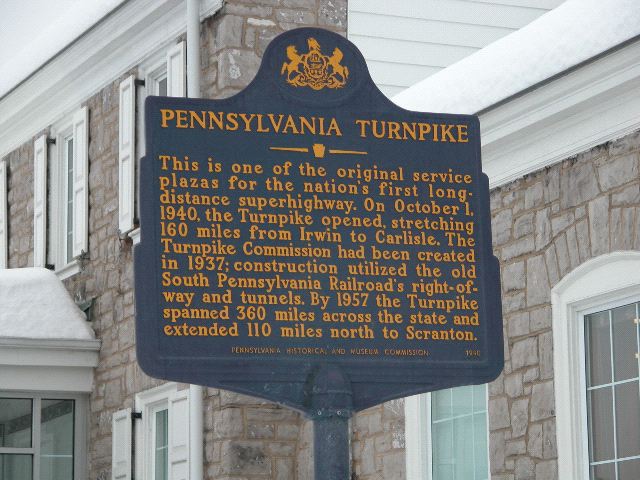 PENNSYLVANIA TURNPIKE
This is one of the original service
plazas for the nation's first long-
distance superhighway. On October 1,
1940, the Turnpike opened, stretching
160 miles from Irwin to Carlisle. The
Turnpike Commission had been created
in 1937; construction utilized the old
South Pennsylvania Railroad's right-of-
way and tunnels. By 1957 the Turnpike
spanned 360 miles across the state and
extended 110 miles north to Scranton.
PENNSYLVANIA HISTORICAL AND MUSEUM COMMISSION 1990